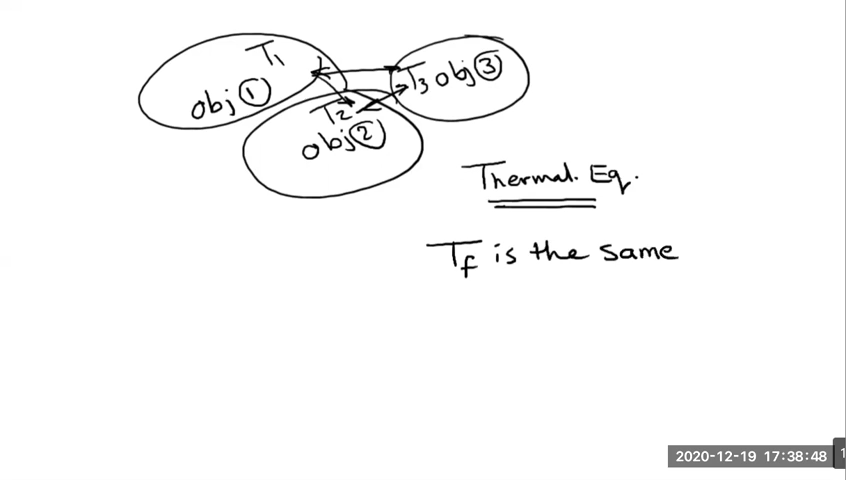 T1
obj ①
T3 obj ③
T2
obj ②
Thermal. Eq.
Tf is the same
2020-12-19 17:38:48
1